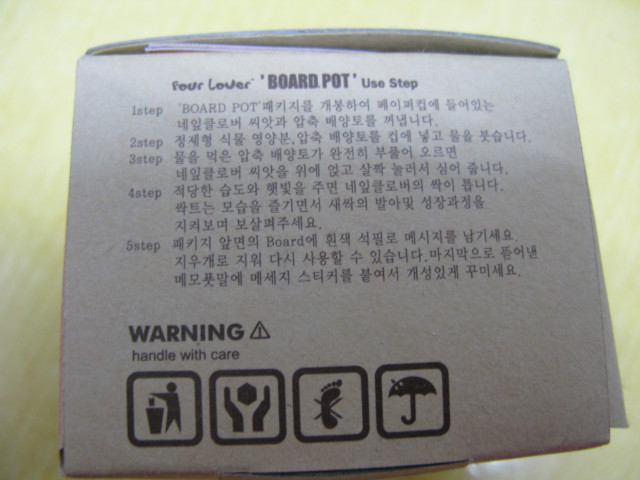 Four Lover 'BOARD POT' Use Step
1step 'BOARD POT'패키지를 개봉하여 페이퍼컵에 들어있는
네잎클로버 씨앗과 압축 배양토를 꺼냅니다.
2step 정제형 식물 영양분,압축 배양토를 컵에 넣고 물을 붓습니다.
3step 물을 먹은 압축 배양토가 완전히 부풀어 오르면
네잎클로버 씨앗을 위에 얹고 살짝 눌러서 심어 줍니다.
4step 적당한 습도와 햇빛을 주면 네잎클로버의 싹이 틉니다.
싹트는 모습을 즐기면서 새싹의 발아및 성장과정을
지켜보며 보살펴주세요.
5step 패키지 앞면의 Board에 흰색 석필로 메시지를 남기세요.
지우개로 지워 다시 사용할 수 있습니다.마지막으로 뜯어낸
메모푯말에 메세지 스티커를 붙여서 개성있게 꾸미세요.
WARNING
handle with care